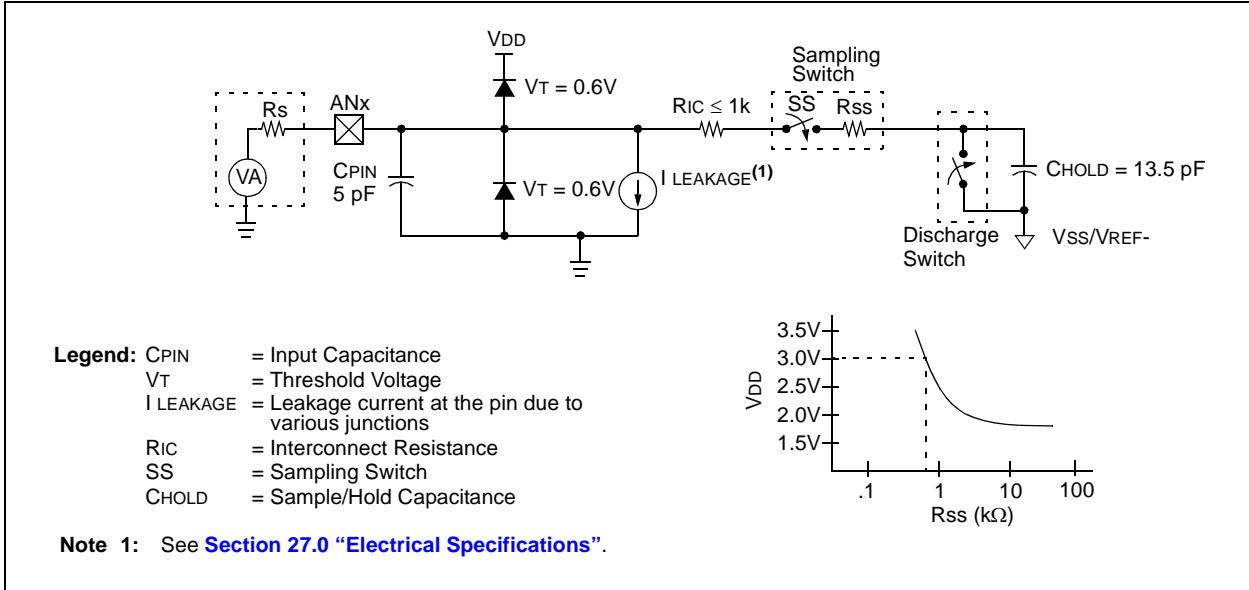 VDD
Sampling
Switch
VT = 0.6V
Rs
ANx
RIC ≤ 1k
SS
Rss
VA
CPIN
5 pF
VT = 0.6V
I LEAKAGE(1)
CHOLD = 13.5 pF
Discharge
Switch
VSS/VREF-
Legend: CPIN = Input Capacitance
VT = Threshold Voltage
I LEAKAGE = Leakage current at the pin due to
various junctions
RIC = Interconnect Resistance
SS = Sampling Switch
CHOLD = Sample/Hold Capacitance
VDD
3.5V
3.0V
2.5V
2.0V
1.5V
.1 1 10 100
Rss (kΩ)
Note 1: See Section 27.0 “Electrical Specifications”.